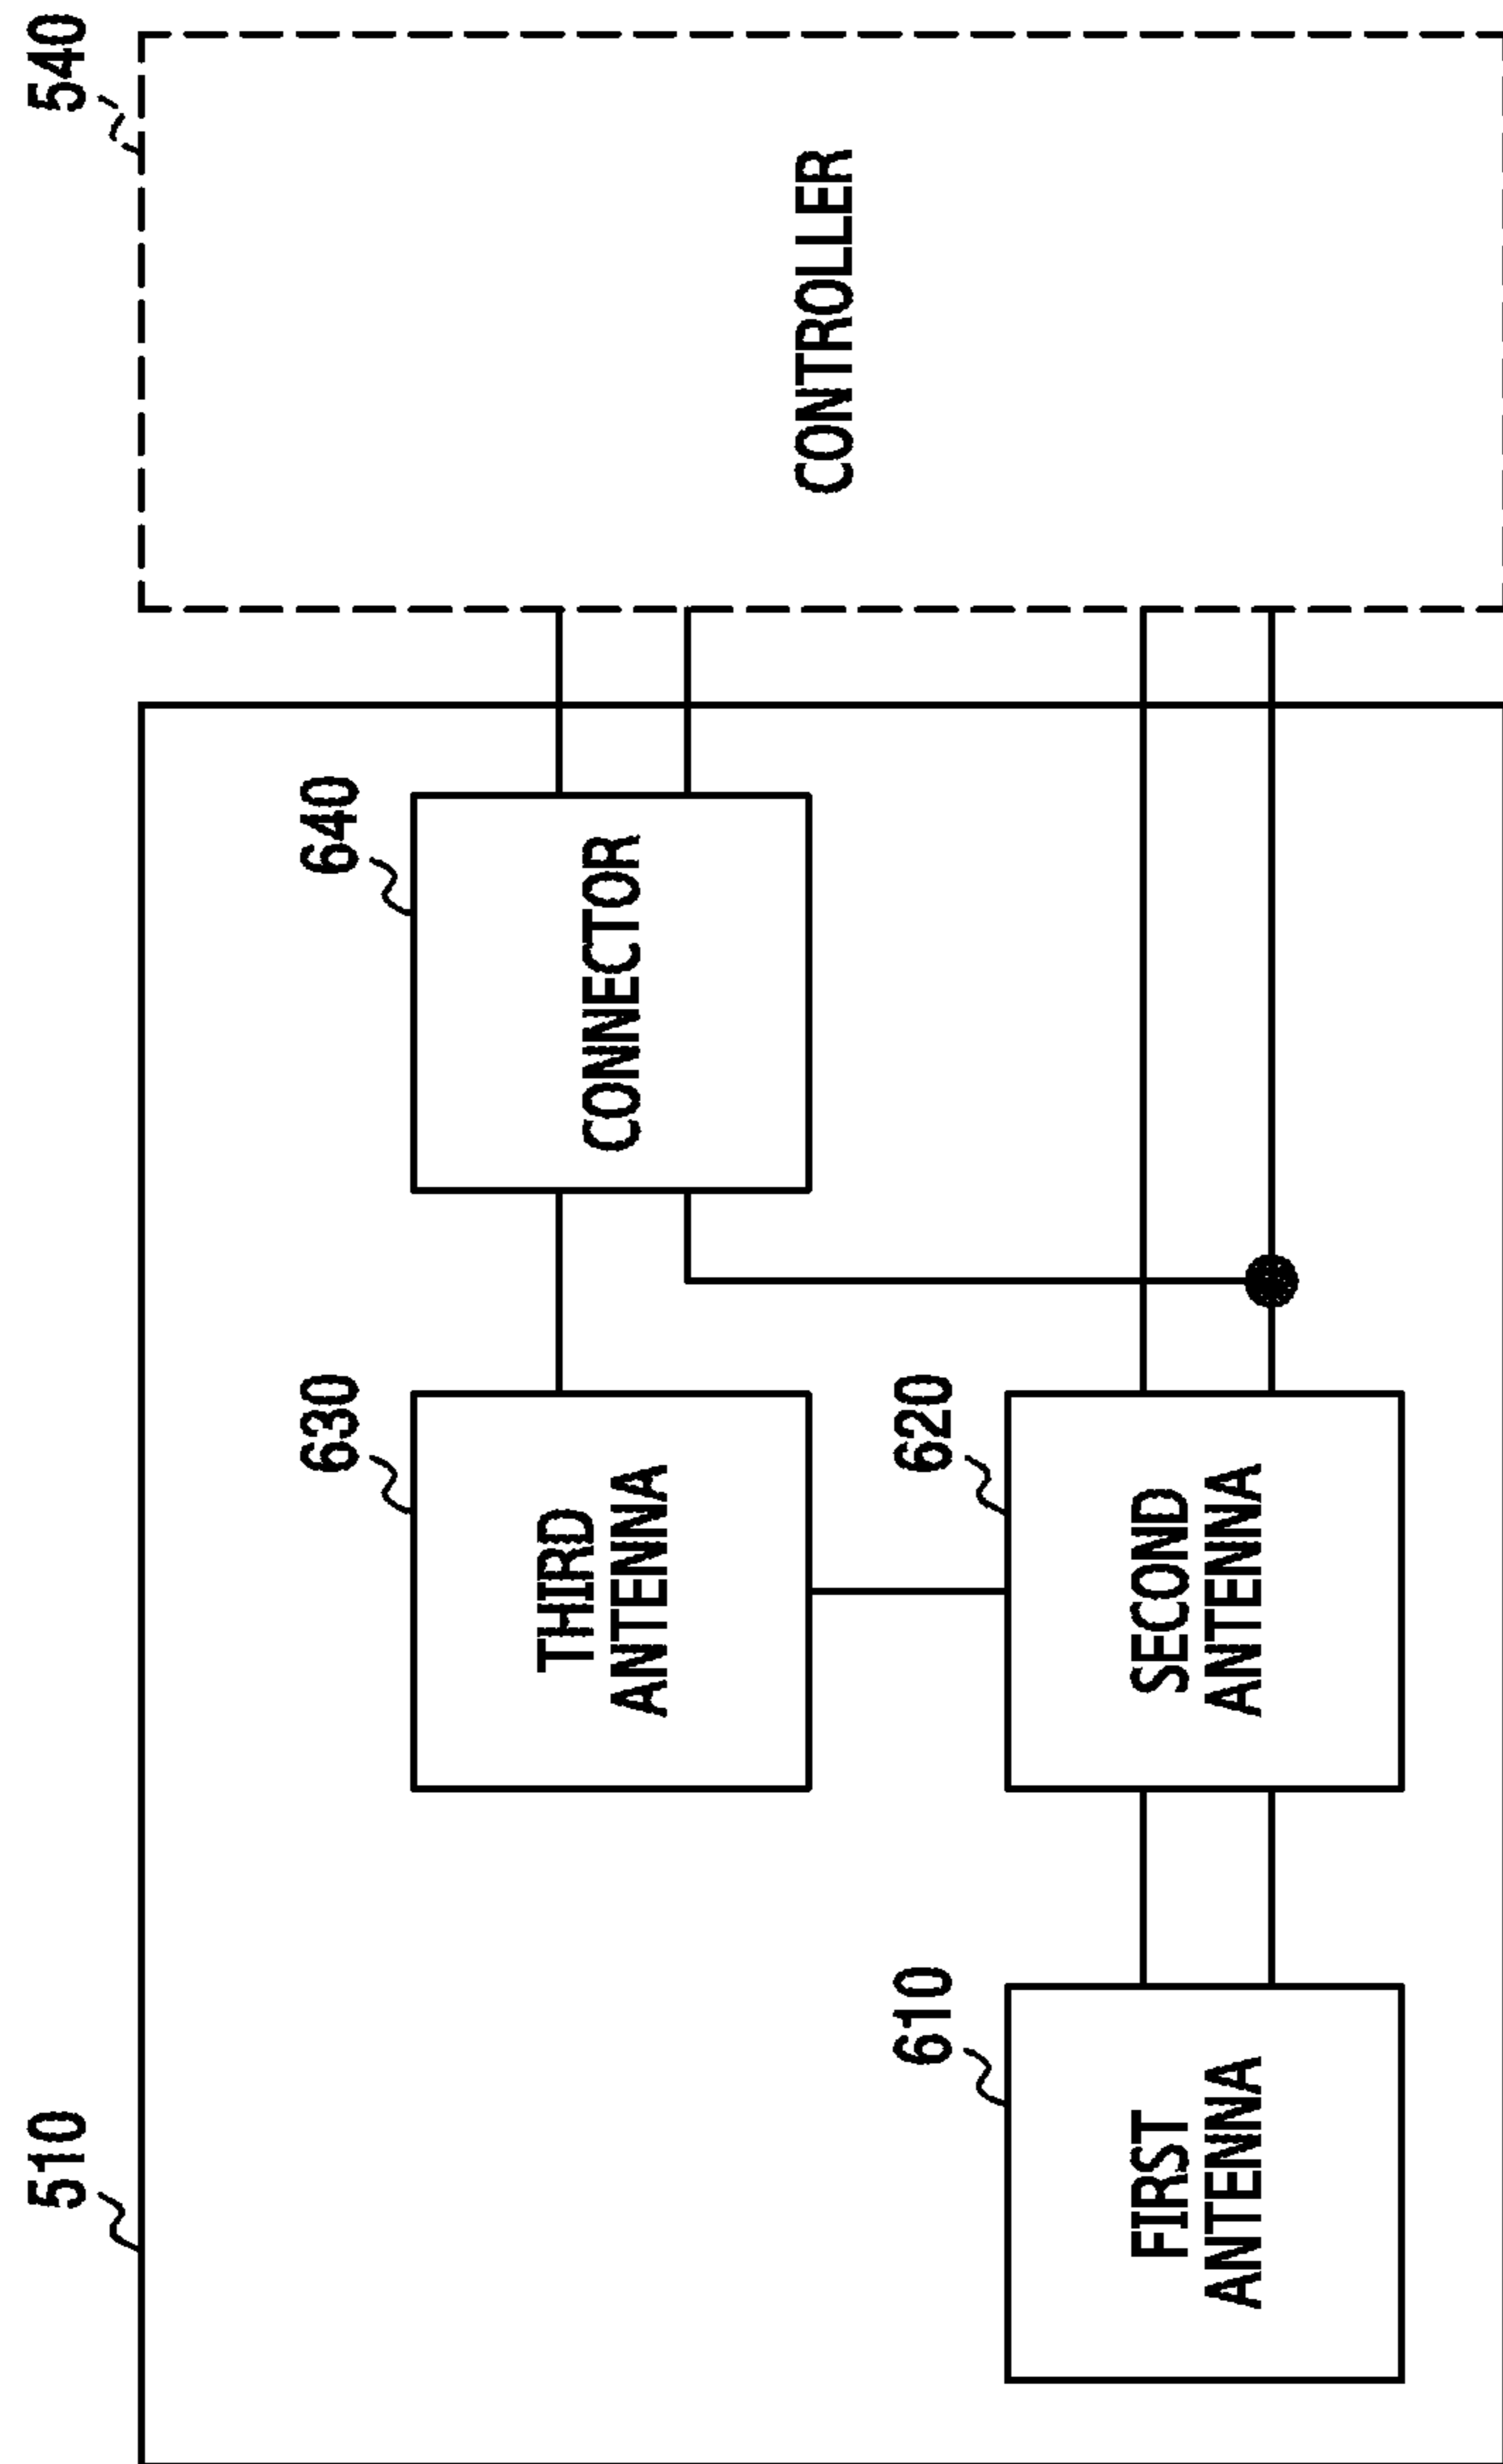 510
540
630
640
THIRD
ANTENNA
CONNECTOR
CONTROLLER
610
620
FIRST
ANTENNA
SECOND
ANTENNA